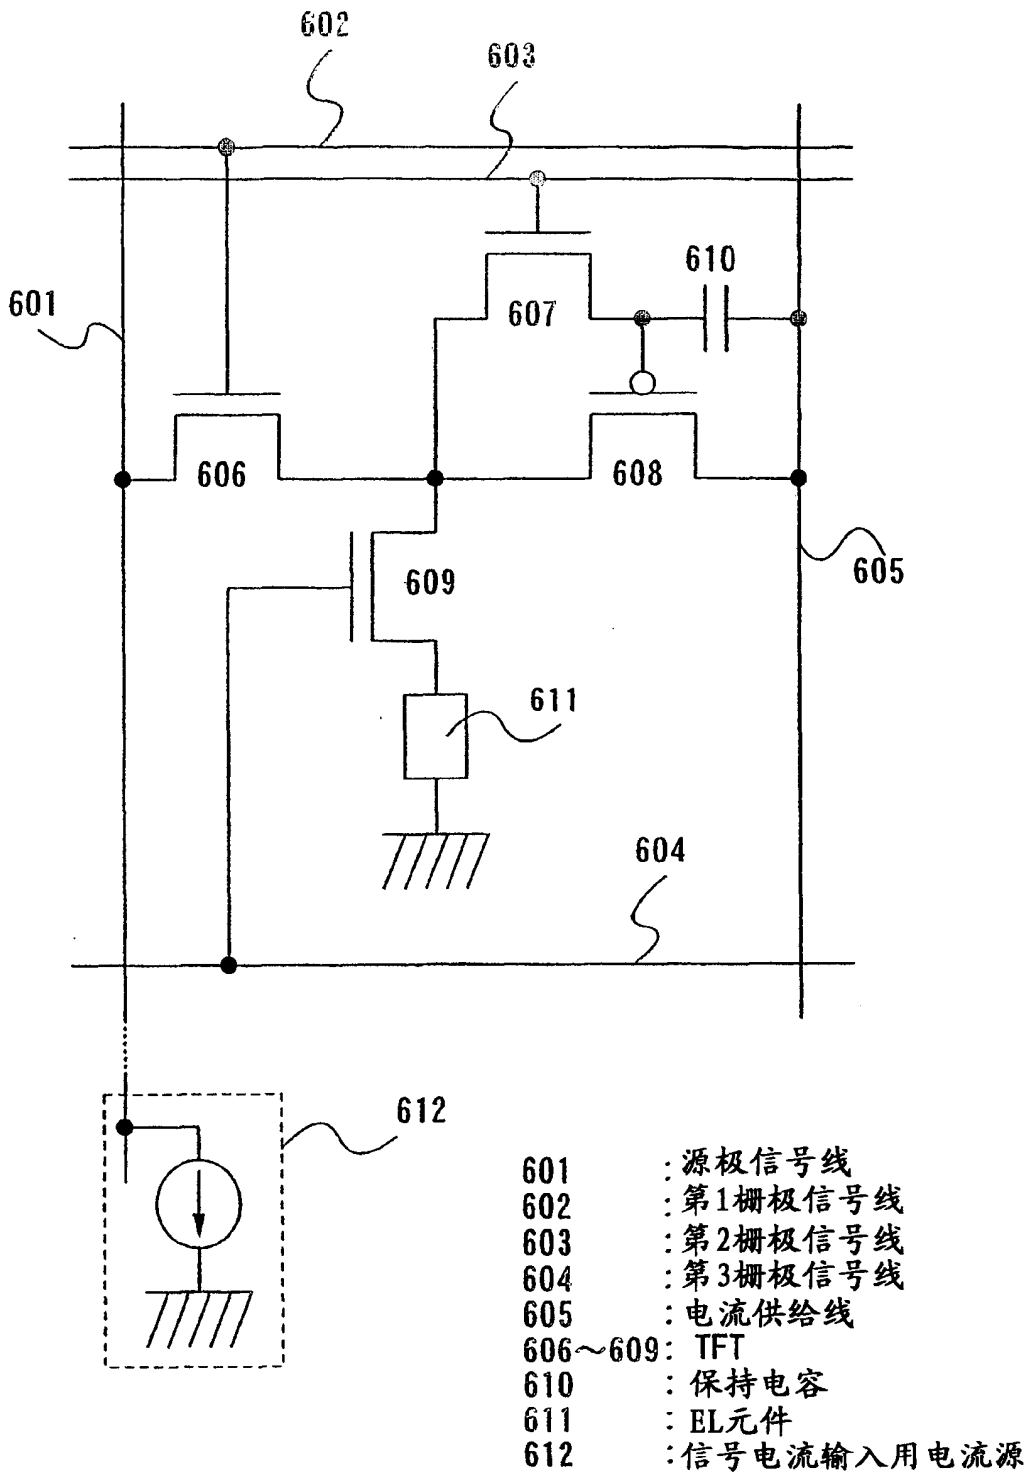 602
603
610
601
607
606
608
609
605
611
604
612
601 :源极信号线
602 :第1栅极信号线
603 :第2栅极信号线
604 :第3栅极信号线
605 :电流供给线
606～609: TFT
610 :保持电容
611 :EL元件
612 :信号电流输入用电流源